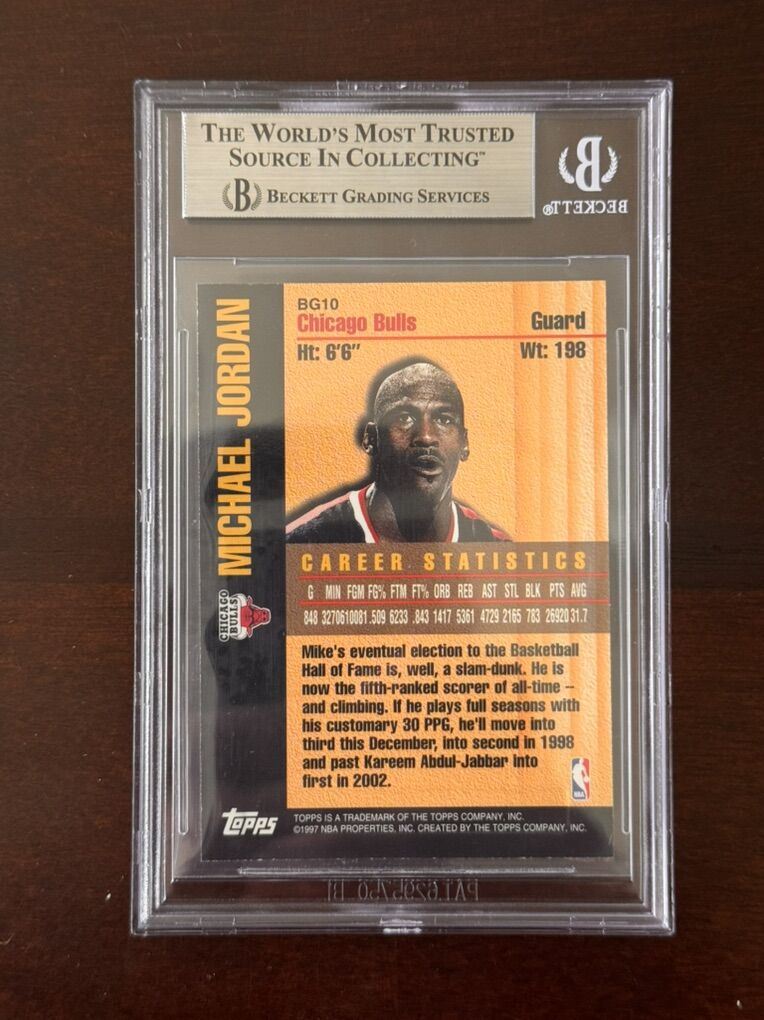 THE WORLD'S MOST TRUSTED
SOURCE IN COLLECTING™
B BECKETT GRADING SERVICES
B
BECKETT®
MICHAEL JORDAN
CHICAGO
BULLS
BG10
Chicago Bulls Guard
Ht: 6'6" Wt: 198
CAREER STATISTICS
G MIN FGM FG% FTM FT% ORB REB AST STL BLK PTS AVG
848 32706 10081 .509 6233 .843 1417 5361 4729 2165 783 26920 31.7
Mike's eventual election to the Basketball
Hall of Fame is, well, a slam-dunk. He is
now the fifth-ranked scorer of all-time --
and climbing. If he plays full seasons with
his customary 30 PPG, he'll move into
third this December, into second in 1998
and past Kareem Abdul-Jabbar into
first in 2002.
NBA
TOPPS
TOPPS IS A TRADEMARK OF THE TOPPS COMPANY, INC.
©1997 NBA PROPERTIES, INC. CREATED BY THE TOPPS COMPANY, INC.